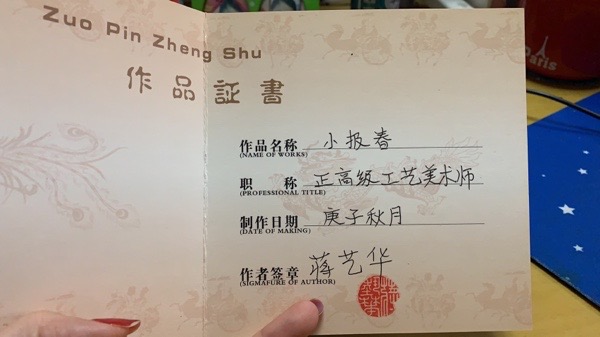 Zuo Pin Zheng Shu
作品証書
作品名称 小报春
(NAME OF WORKS)
职 称 正高级工艺美术师
(PROFESSIONAL TITLE)
制作日期 庚子秋月
(DATE OF MAKING)
作者签章 蒋艺华
(SIGMAFURE OF AUTHOR)
Paris